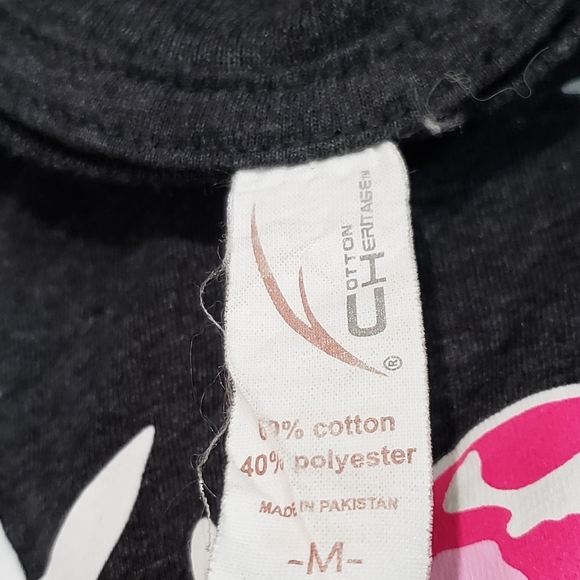 COTTON
HERITAGE
®
% cotton
40% polyester
MADE IN PAKISTAN
-M-